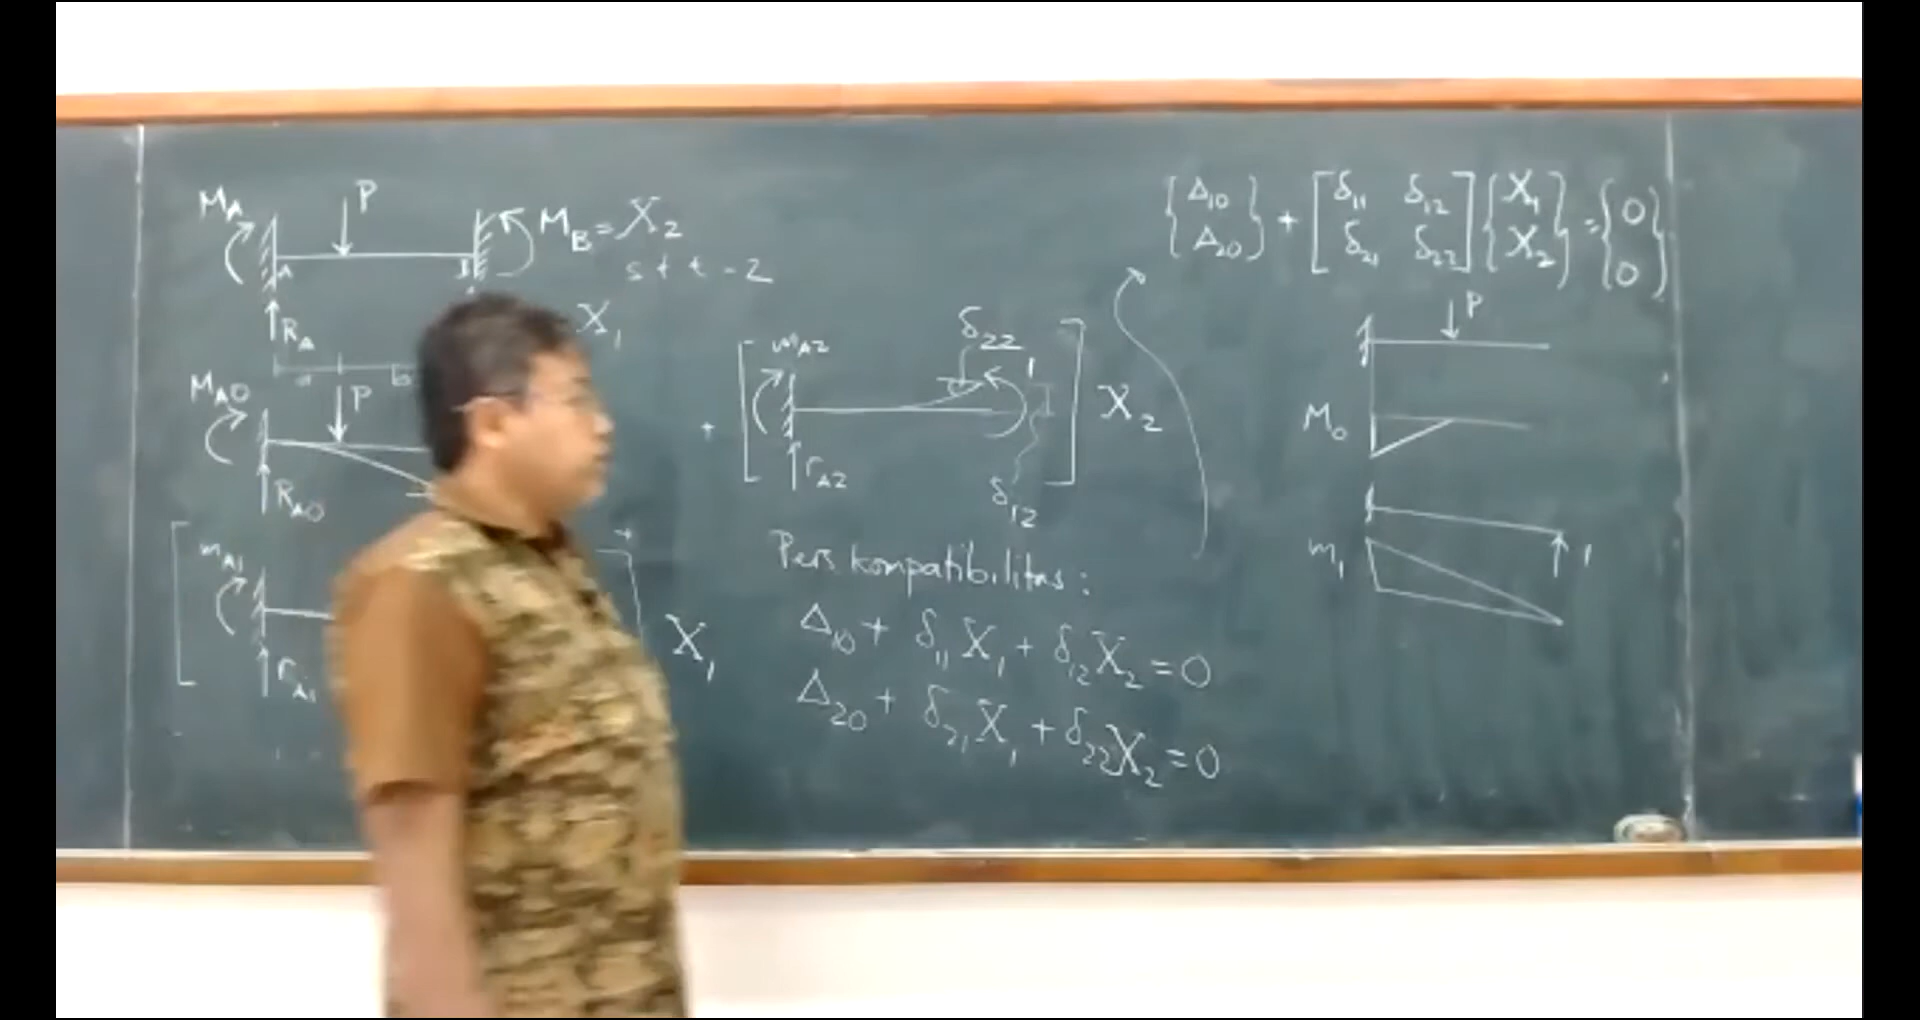 M_A P M_B = X_2
A
s t t - 2
R_A X_1
a b
M_A0 P
R_A0
m_A1
r_A1 X_1
+ m_A2 δ_22 1 X_2
r_A2
δ_12
Pers kompatibilitas :
Δ_10 + δ_11 X_1 + δ_12 X_2 = 0
Δ_20 + δ_21 X_1 + δ_22 X_2 = 0
{Δ_10 + [δ_11 δ_12] {X_1} = {0}
{Δ_20} [δ_21 δ_22] {X_2} {0}
P
M_0
1
m_1